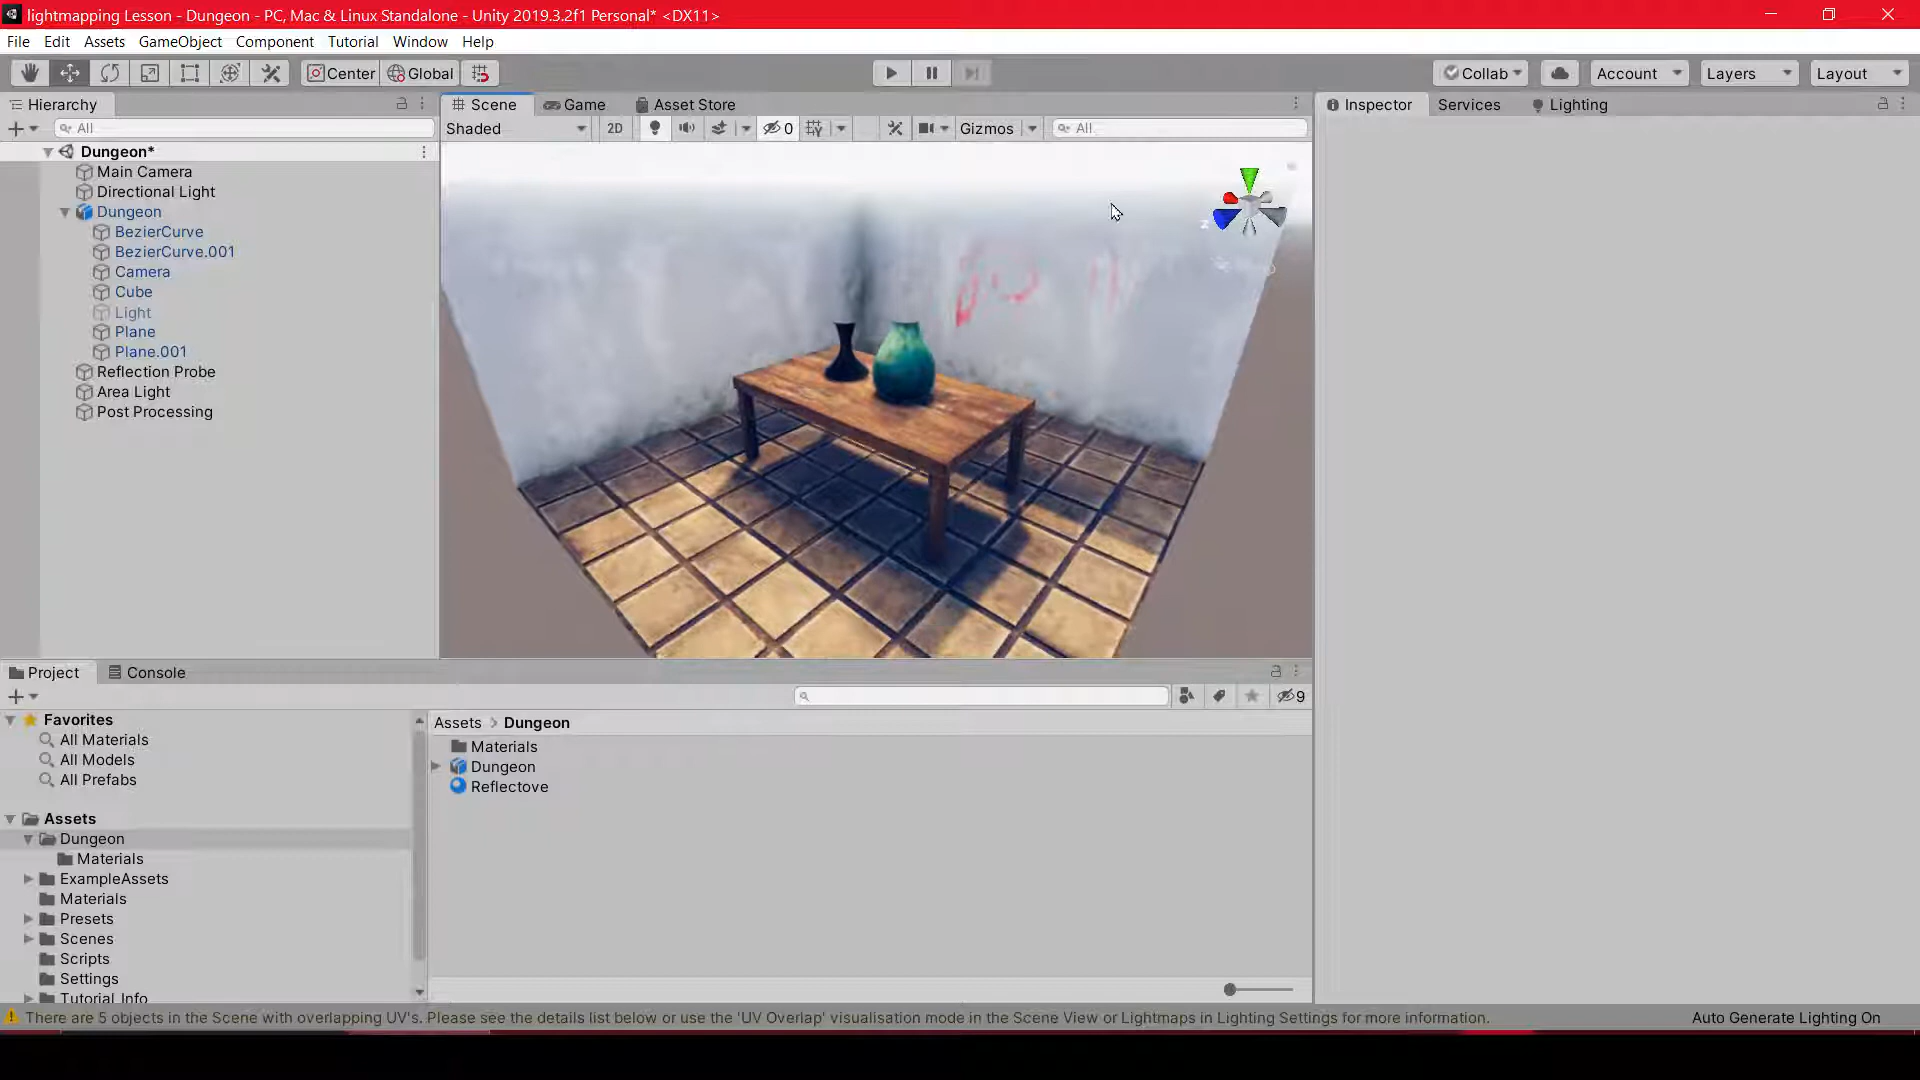 lightmapping Lesson - Dungeon - PC, Mac & Linux Standalone - Unity 2019.3.2f1 Personal* <DX11>
File Edit Assets GameObject Component Tutorial Window Help
Center Global Collab Account Layers Layout
Hierarchy Scene Game Asset Store Inspector Services Lighting
All Shaded 2D 0 Gizmos All
Dungeon*
Main Camera
Directional Light
Dungeon
BezierCurve
BezierCurve.001
Camera
Cube
Light
Plane
Plane.001
Reflection Probe
Area Light
Post Processing
z
Project Console
9
Favorites
All Materials
All Models
All Prefabs
Assets
Dungeon
Materials
ExampleAssets
Materials
Presets
Scenes
Scripts
Settings
Tutorial Info
Assets > Dungeon
Materials
Dungeon
Reflectove
There are 5 objects in the Scene with overlapping UV's. Please see the details list below or use the 'UV Overlap' visualisation mode in the Scene View or Lightmaps in Lighting Settings for more information.
Auto Generate Lighting On